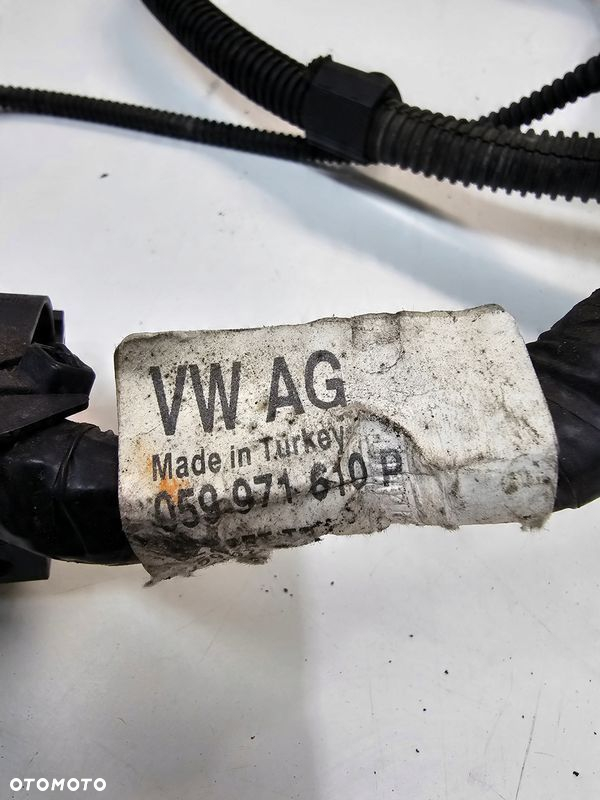 VW AG
Made in Turkey
059 971 610 P
OTOMOTO